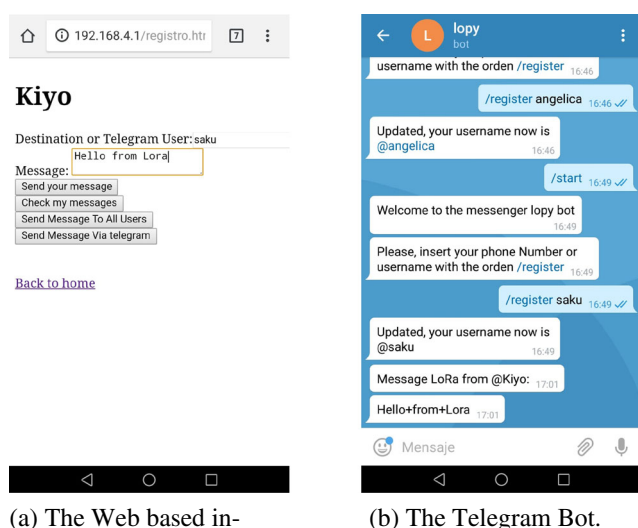 192.168.4.1/registro.htr
7
Kiyo
Destination or Telegram User: saku
Hello from Lora
Message:
Send your message
Check my messages
Send Message To All Users
Send Message Via telegram
Back to home
(a) The Web based in-
L
lopy
bot
username with the orden /register 16:46
/register angelica 16:46
Updated, your username now is
@angelica 16:46
/start 16:49
Welcome to the messenger lopy bot
16:49
Please, insert your phone Number or
username with the orden /register 16:49
/register saku 16:49
Updated, your username now is
@saku 16:49
Message LoRa from @Kiyo: 17:01
Hello+from+Lora 17:01
Mensaje
(b) The Telegram Bot.